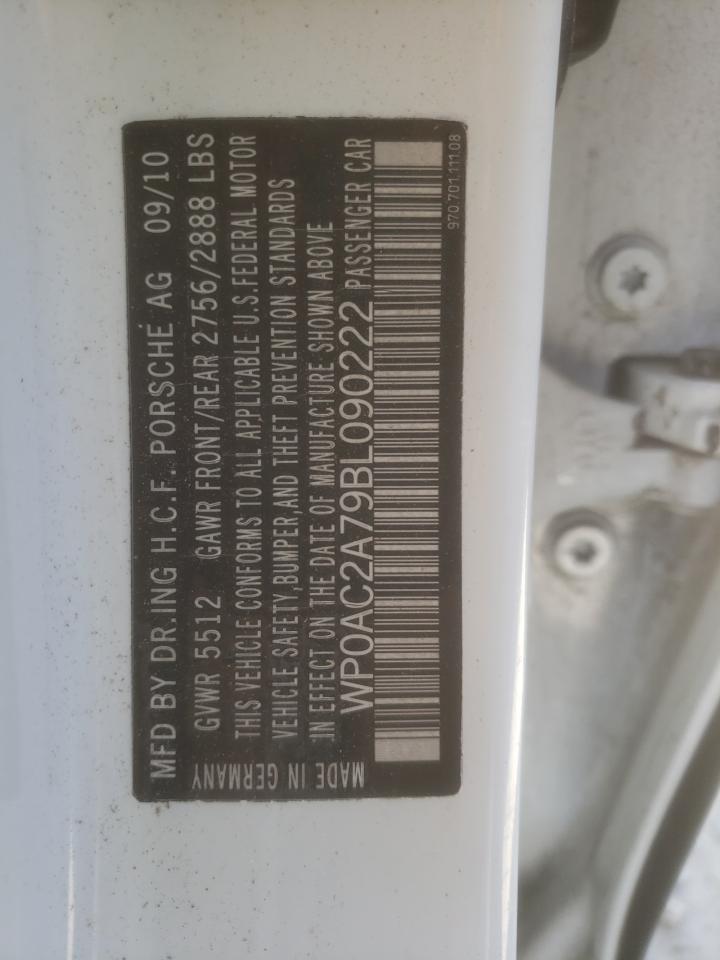 MFD BY DR.ING H.C.F. PORSCHE AG 09/10
GVWR 5512 GAWR FRONT/REAR 2756/2888 LBS
THIS VEHICLE CONFORMS TO ALL APPLICABLE U.S.FEDERAL MOTOR
VEHICLE SAFETY,BUMPER,AND THEFT PREVENTION STANDARDS
IN EFFECT ON THE DATE OF MANUFACTURE SHOWN ABOVE
WP0AC2A79BL090222 PASSENGER CAR
MADE IN GERMANY
970.701.111.08